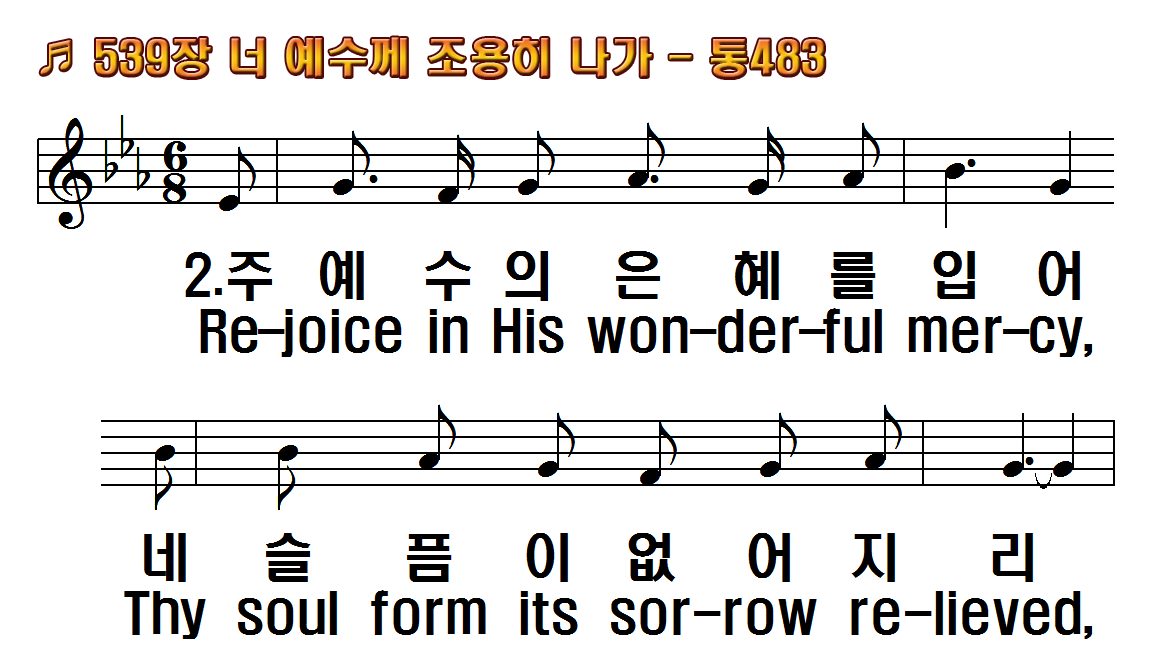 ♬ 539장 너 예수께 조용히 나가 - 통483
6
8
2.주 예 수 의 은 혜 를 입 어
Re-joice in His won-der-ful mer-cy,
네 슬 픔 이 없 어 지 리
Thy soul form its sor-row re-lieved,